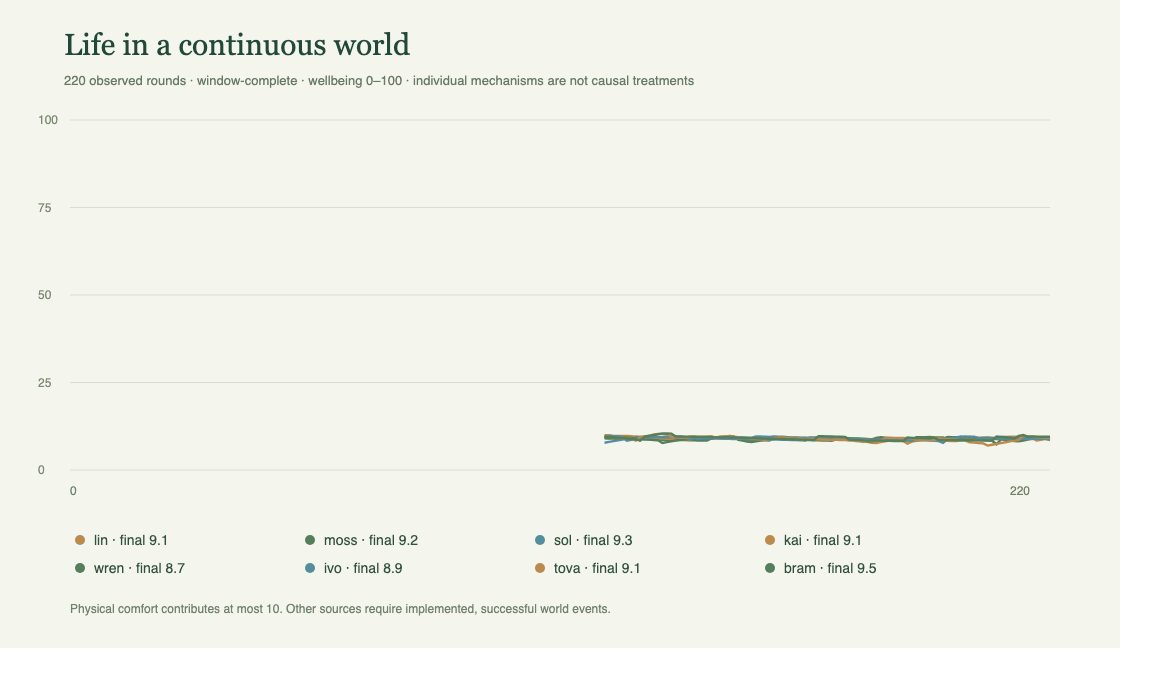 Life in a continuous world
220 observed rounds · window-complete · wellbeing 0–100 · individual mechanisms are not causal treatments
100
75
50
25
0
0 220
lin · final 9.1 moss · final 9.2 sol · final 9.3 kai · final 9.1
wren · final 8.7 ivo · final 8.9 tova · final 9.1 bram · final 9.5
Physical comfort contributes at most 10. Other sources require implemented, successful world events.